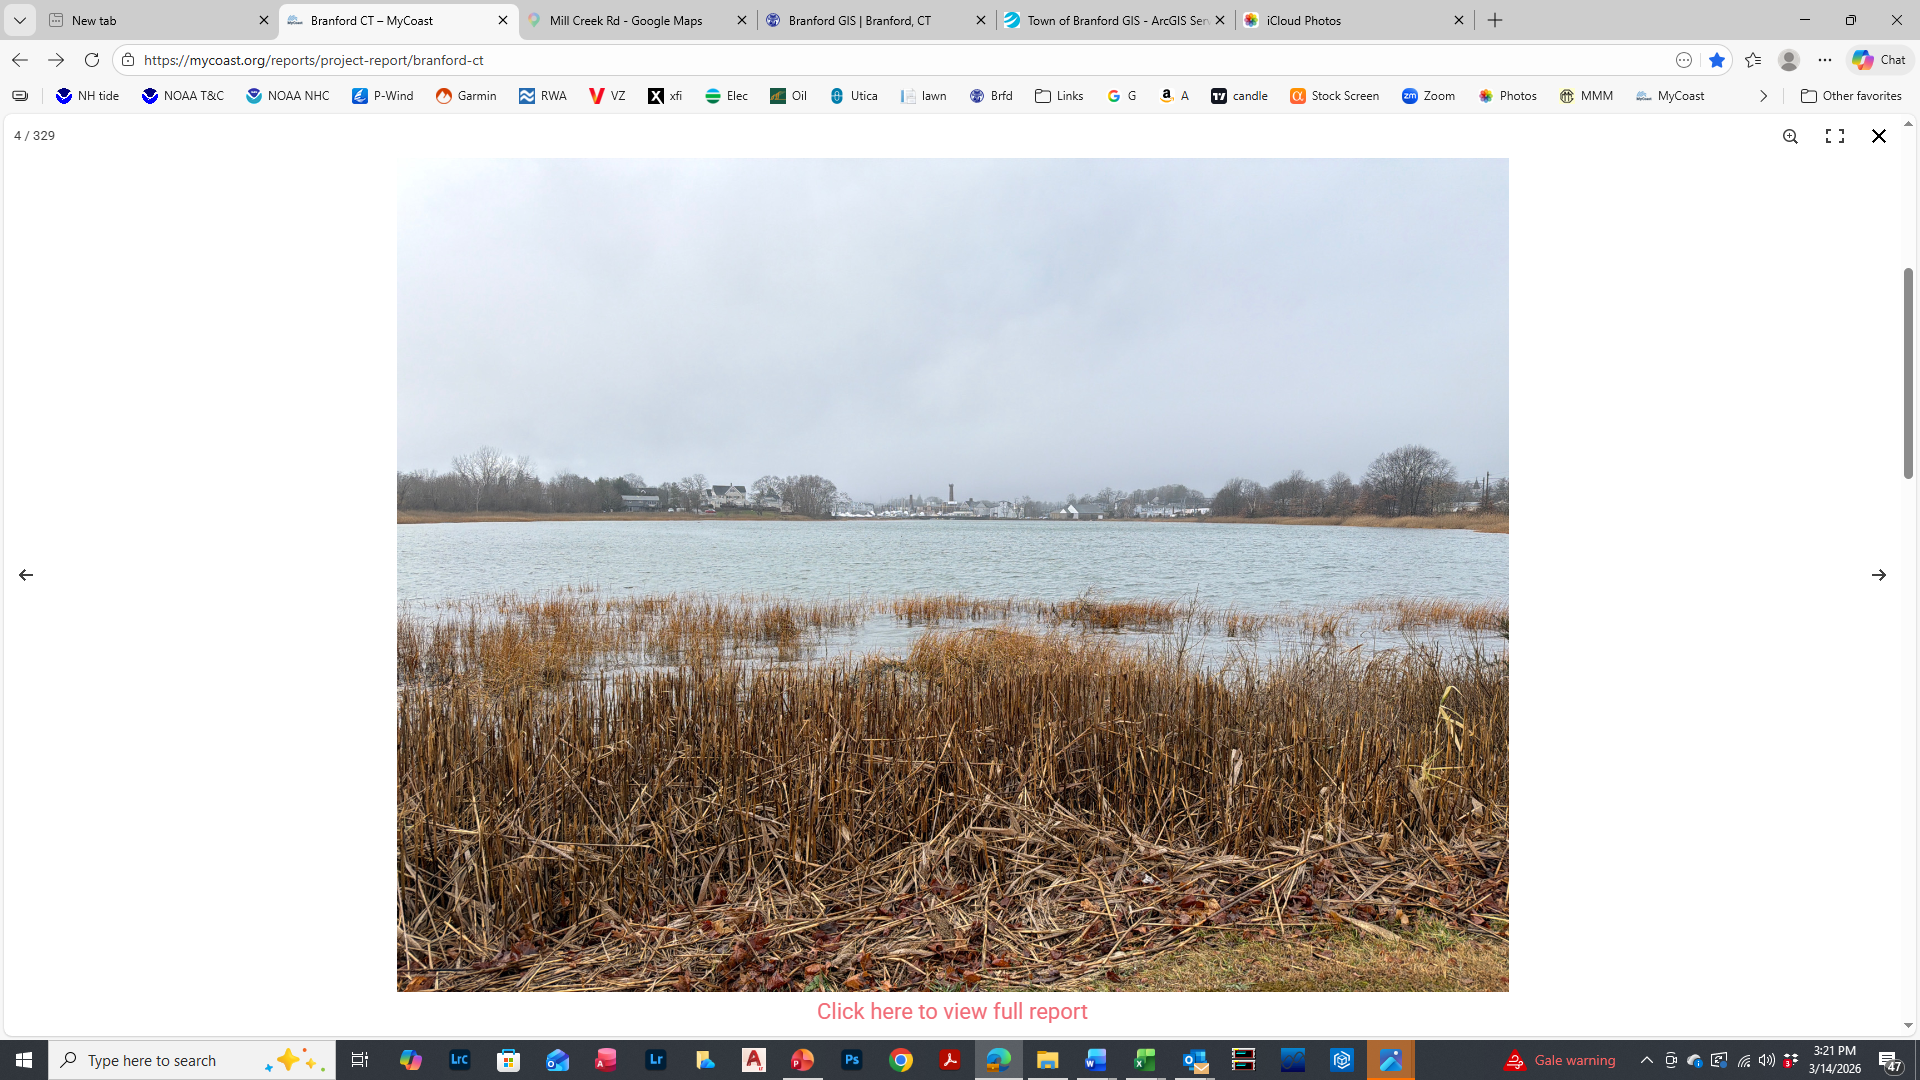 New tab
Branford CT – MyCoast
Mill Creek Rd - Google Maps
Branford GIS | Branford, CT
Town of Branford GIS - ArcGIS Ser
iCloud Photos
https://mycoast.org/reports/project-report/branford-ct
Chat
NH tide
NOAA T&C
NOAA NHC
P-Wind
Garmin
RWA
VZ
xfi
Elec
Oil
Utica
lawn
Brfd
Links
G
A
candle
Stock Screen
Zoom
Photos
MMM
MyCoast
Other favorites
4 / 329
Click here to view full report
Type here to search
LrC
Lr
Ps
Gale warning
3:21 PM
3/14/2026
47